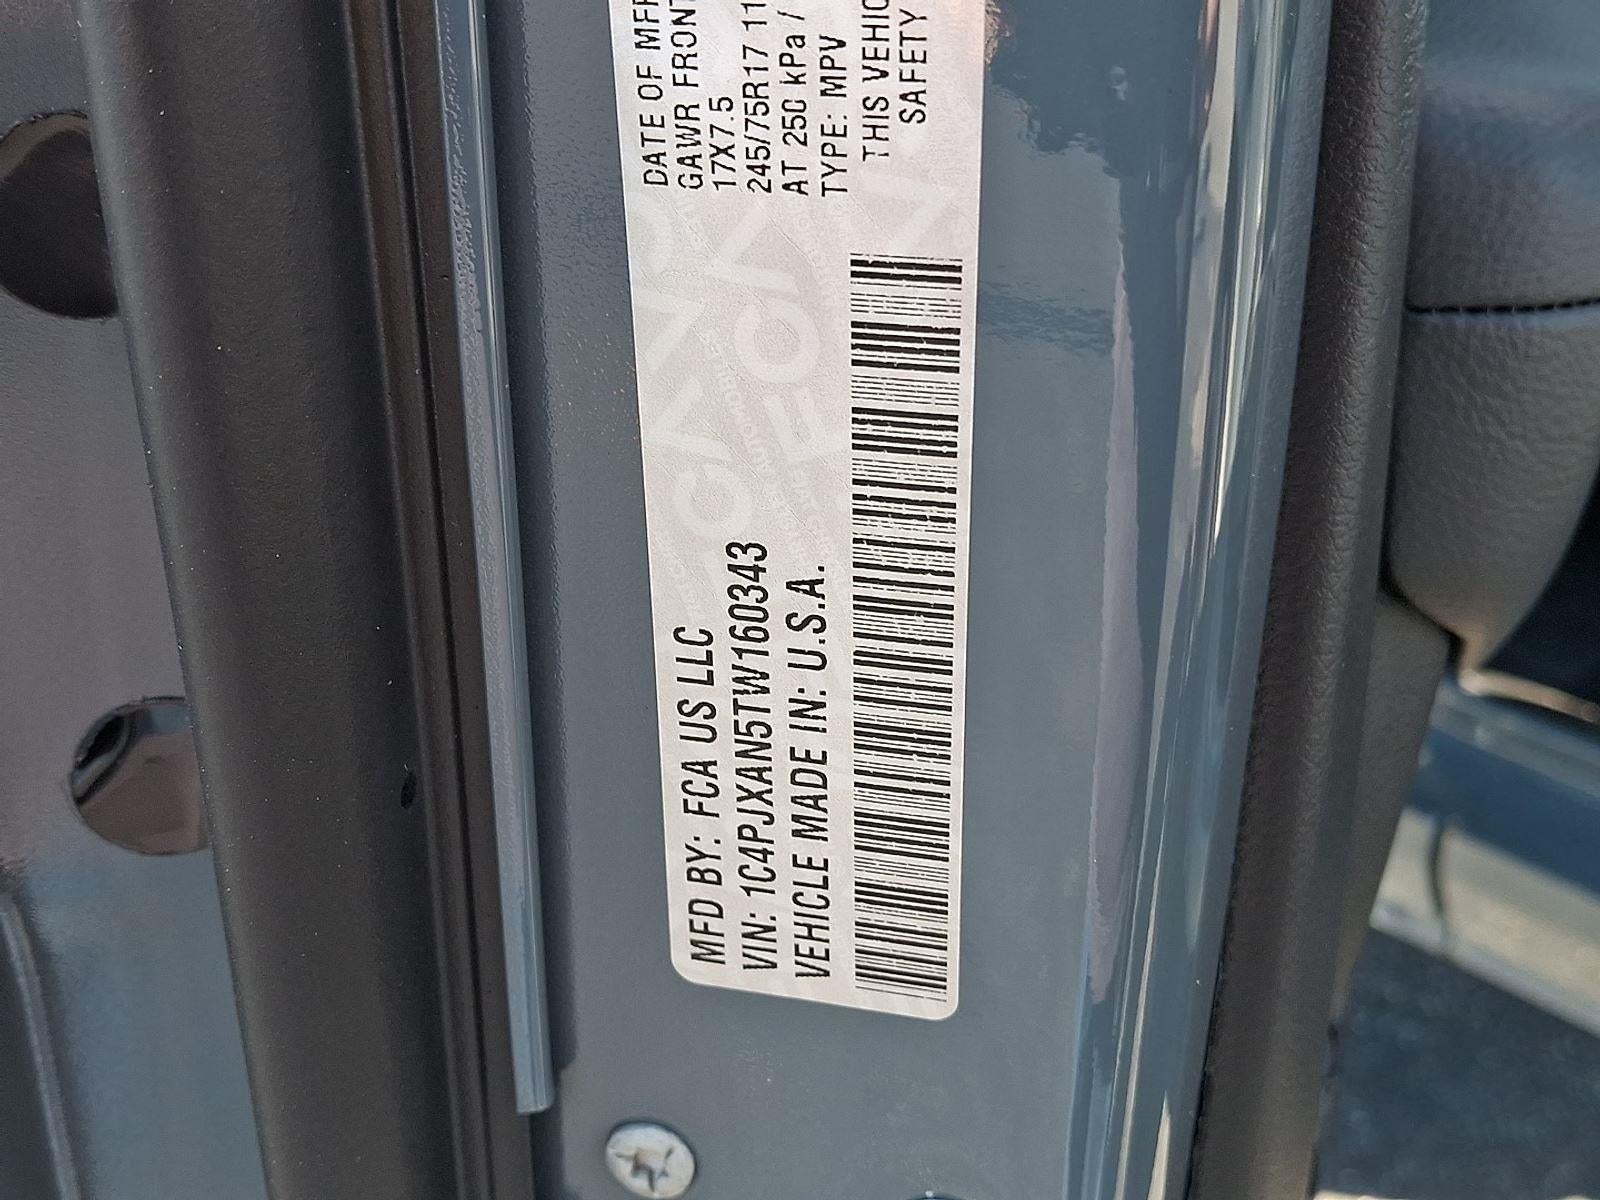 MFD BY: FCA US LLC
VIN: 1C4PJXAN5TW160343
VEHICLE MADE IN: U.S.A.
DATE OF MFR
GAWR FRONT
17X7.5
245/75R17 11
AT 250 kPa /
TYPE: MPV
THIS VEHIC
SAFETY